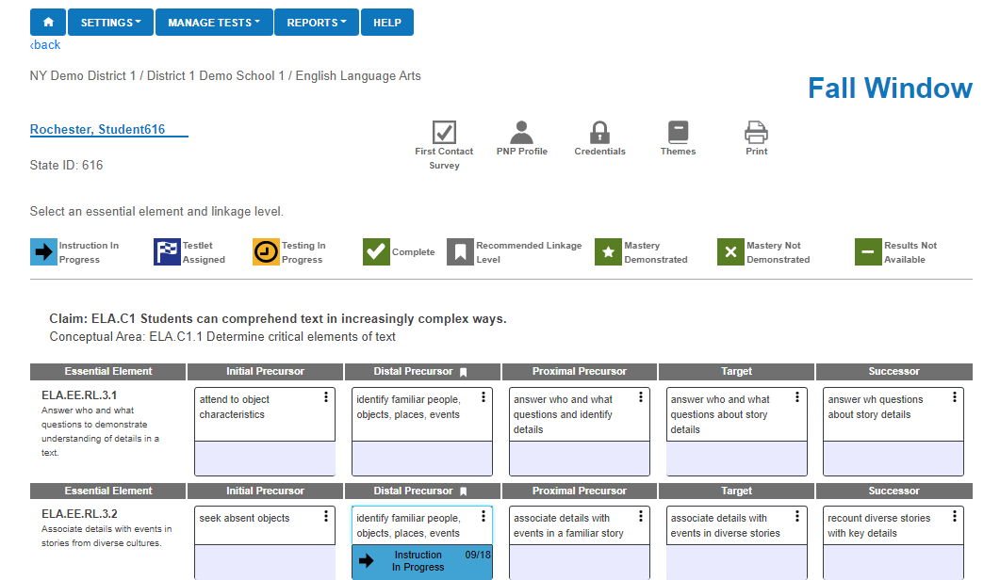 SETTINGS MANAGE TESTS REPORTS HELP
‹back
NY Demo District 1 / District 1 Demo School 1 / English Language Arts
Fall Window
Rochester, Student616
First Contact
Survey
PNP Profile
Credentials
Themes
Print
State ID: 616
Select an essential element and linkage level.
Instruction In
Progress
Testlet
Assigned
Testing In
Progress
Complete
Recommended Linkage
Level
Mastery
Demonstrated
Mastery Not
Demonstrated
Results Not
Available
Claim: ELA.C1 Students can comprehend text in increasingly complex ways.
Conceptual Area: ELA.C1.1 Determine critical elements of text
Essential Element Initial Precursor Distal Precursor Proximal Precursor Target Successor
ELA.EE.RL.3.1
Answer who and what
questions to demonstrate
understanding of details in a
text.
attend to object
characteristics
identify familiar people,
objects, places, events
answer who and what
questions and identify
details
answer who and what
questions about story
details
answer wh questions
about story details
Essential Element Initial Precursor Distal Precursor Proximal Precursor Target Successor
ELA.EE.RL.3.2
Associate details with events in
stories from diverse cultures.
seek absent objects
identify familiar people,
objects, places, events
Instruction 09/18
In Progress
associate details with
events in a familiar story
associate details with
events in diverse stories
recount diverse stories
with key details